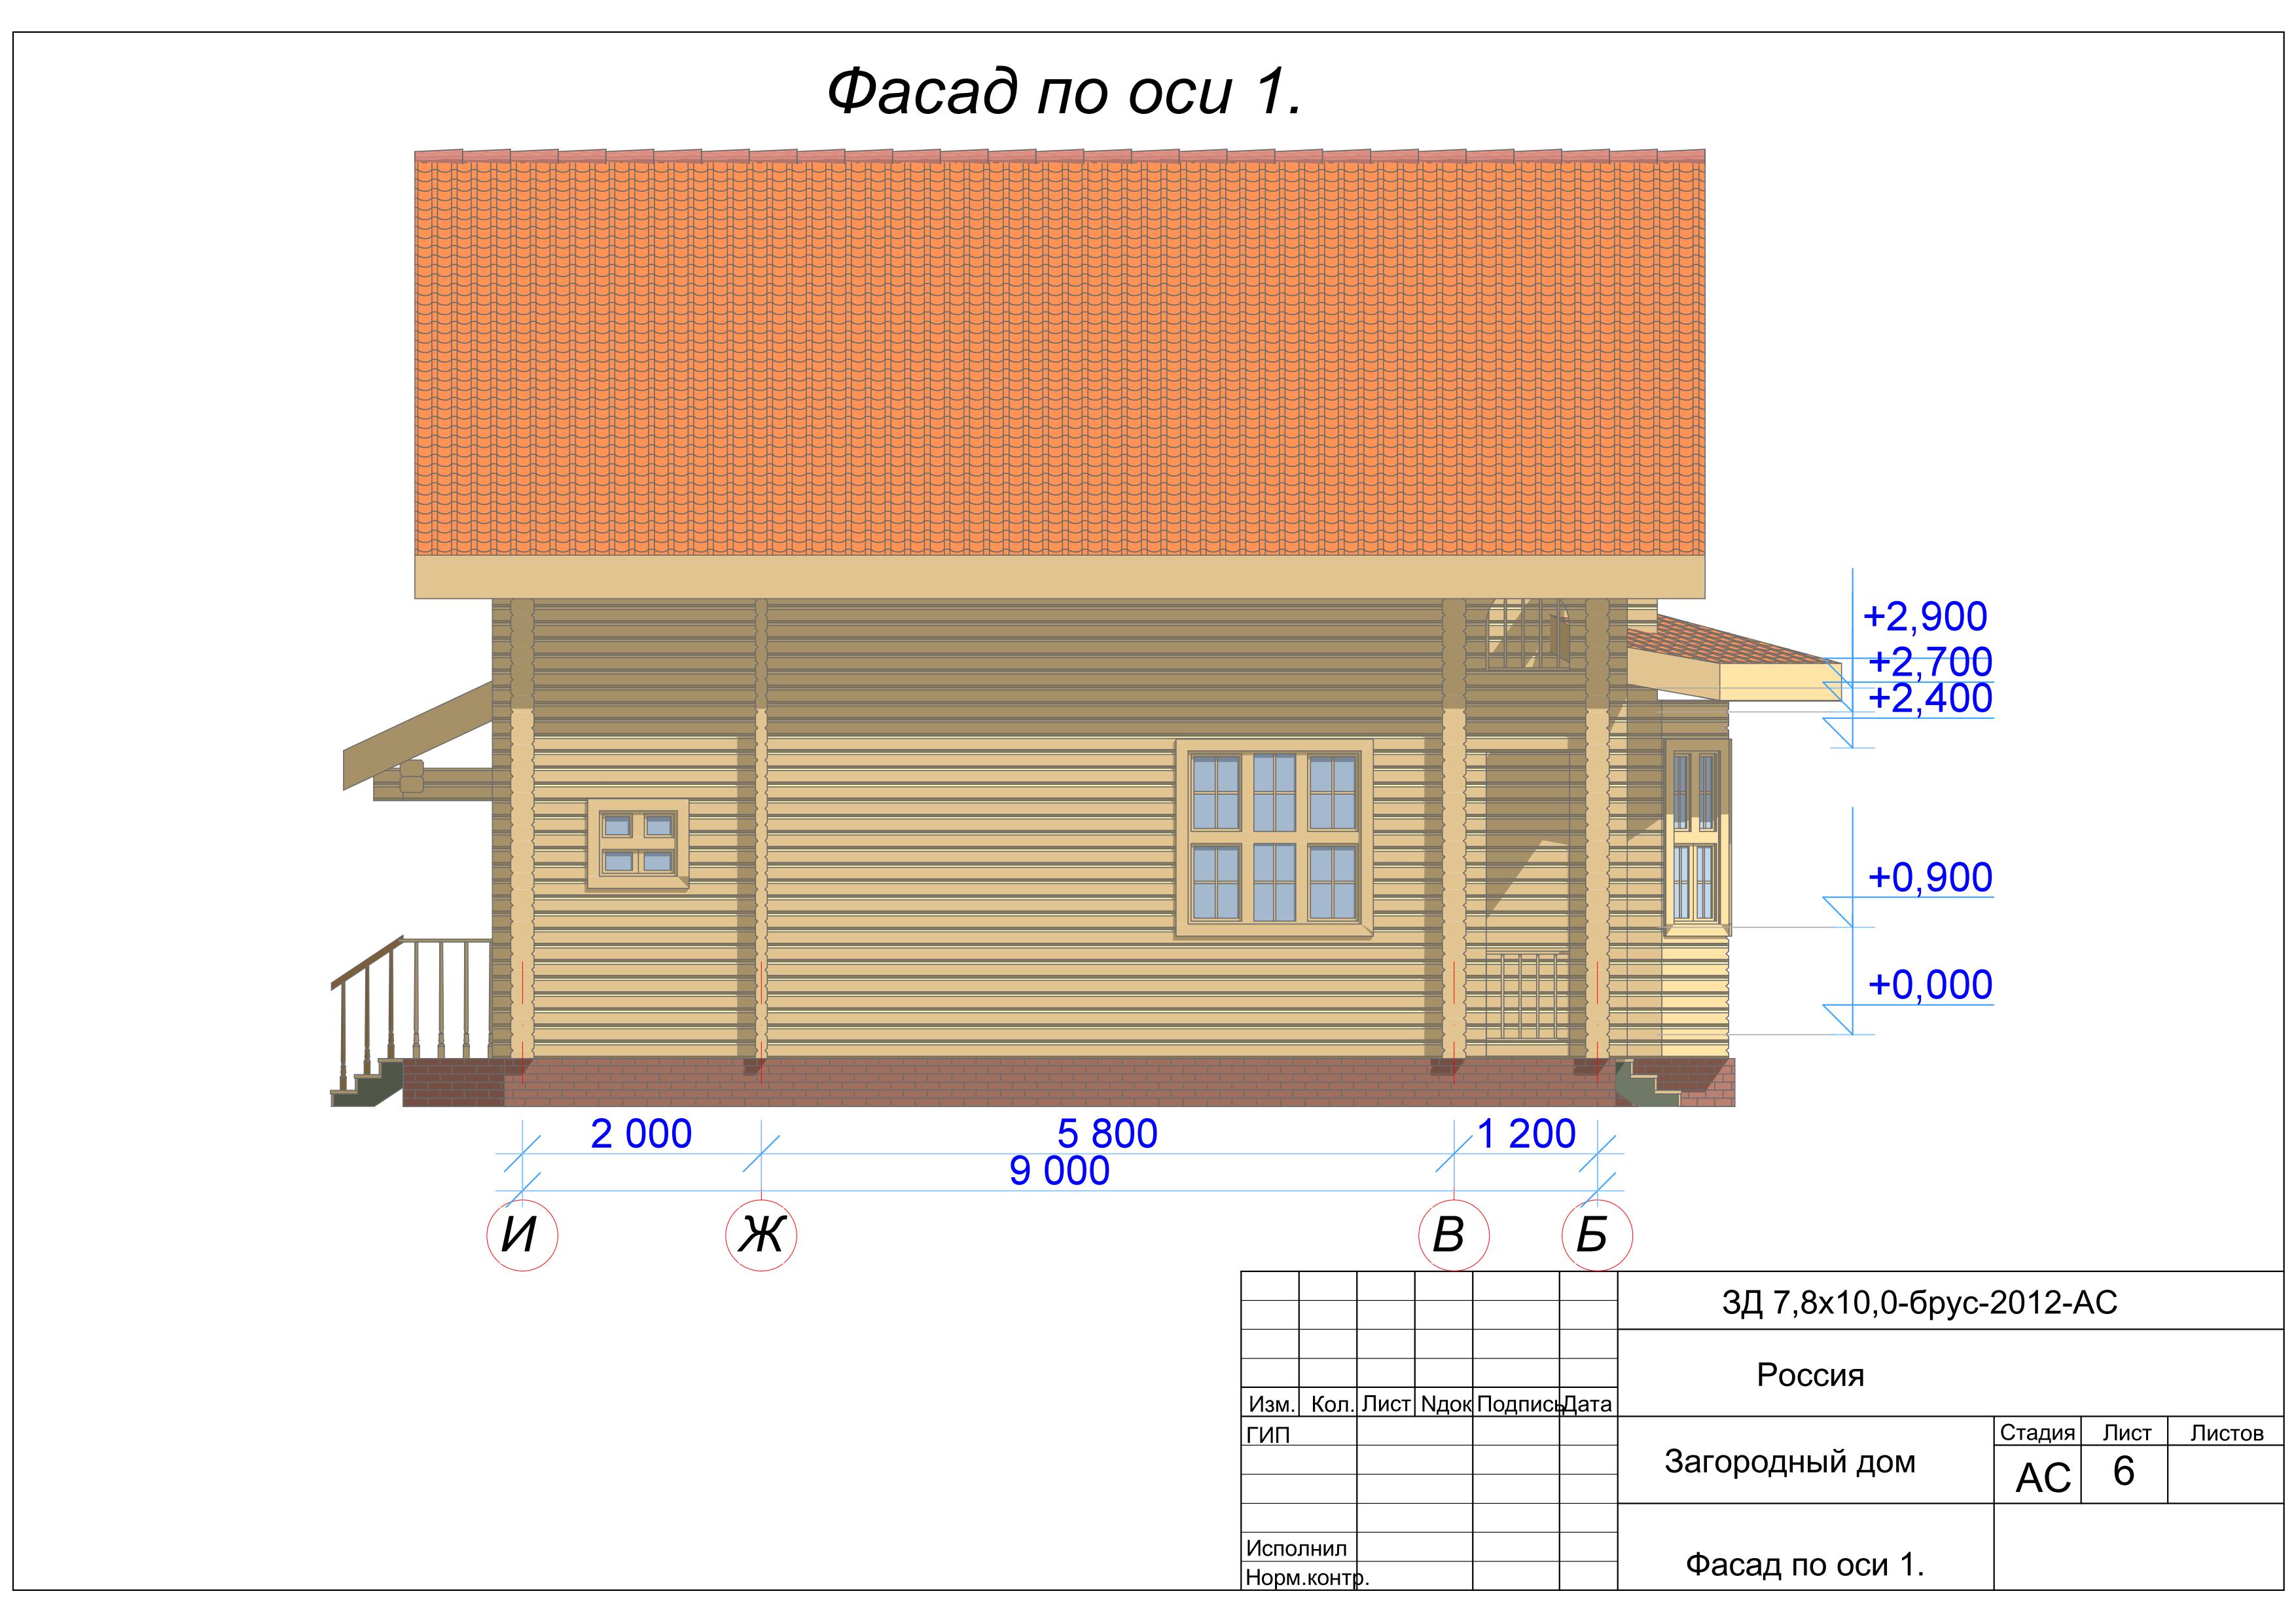 Фасад по оси 1.
+2,900
+2,700
+2,400
+0,900
+0,000
2 000 5 800 1 200
9 000
И Ж В Б
ЗД 7,8х10,0-брус-2012-АС
Россия
Изм. Кол. Лист Nдок Подпись Дата
ГИП
Загородный дом
Стадия Лист Листов
АС 6
Исполнил
Норм.контр.
Фасад по оси 1.